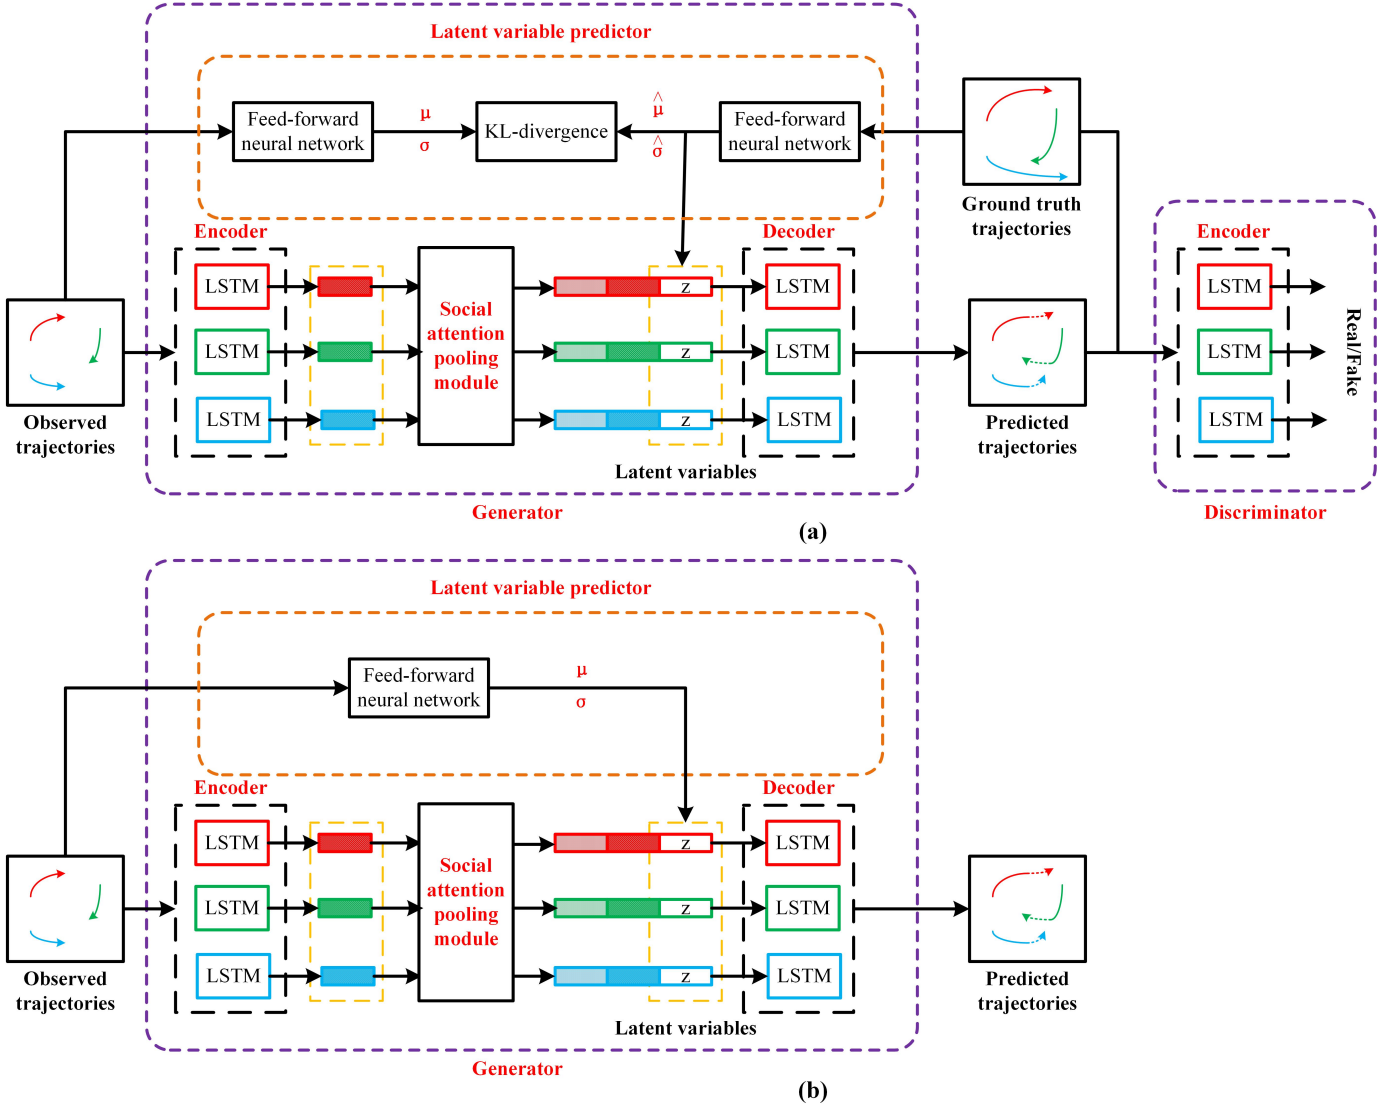 Latent variable predictor
Feed-forward
neural network
μ
σ
KL-divergence
^
μ
^
σ
Feed-forward
neural network
Ground truth
trajectories
Encoder
Decoder
Encoder
LSTM
LSTM
LSTM
Social
attention
pooling
module
z
z
z
LSTM
LSTM
LSTM
LSTM
LSTM
LSTM
Real/Fake
Observed
trajectories
Predicted
trajectories
Latent variables
Generator
Discriminator
(a)
Latent variable predictor
Feed-forward
neural network
μ
σ
Encoder
Decoder
LSTM
LSTM
LSTM
Social
attention
pooling
module
z
z
z
LSTM
LSTM
LSTM
Observed
trajectories
Predicted
trajectories
Latent variables
Generator
(b)